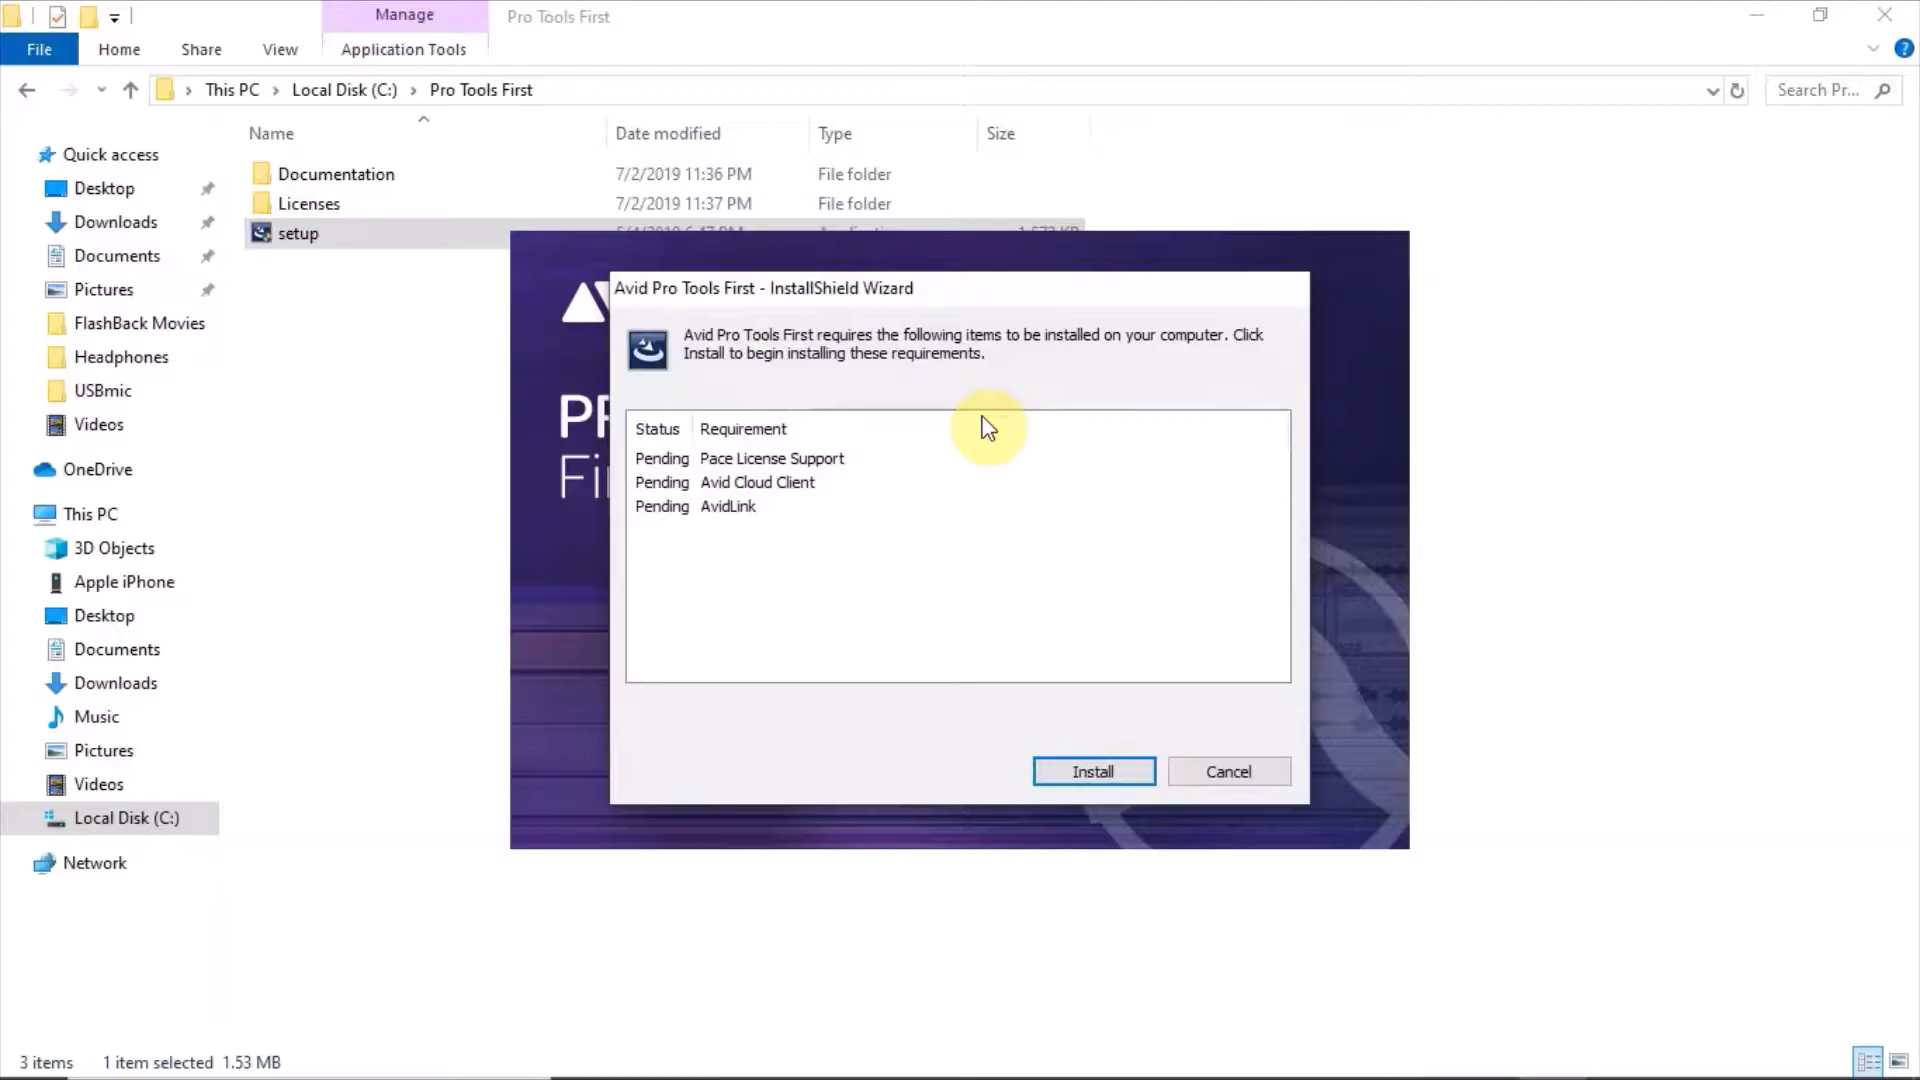 Manage
Pro Tools First
File
Home
Share
View
Application Tools
This PC
Local Disk (C:)
Pro Tools First
Search Pr...
Name
Date modified
Type
Size
Quick access
Desktop
Downloads
Documents
Pictures
FlashBack Movies
Headphones
USBmic
Videos
OneDrive
This PC
3D Objects
Apple iPhone
Desktop
Documents
Downloads
Music
Pictures
Videos
Local Disk (C:)
Network
Documentation 7/2/2019 11:36 PM File folder
Licenses 7/2/2019 11:37 PM File folder
setup
Avid Pro Tools First - InstallShield Wizard
Avid Pro Tools First requires the following items to be installed on your computer. Click
Install to begin installing these requirements.
Status Requirement
Pending Pace License Support
Pending Avid Cloud Client
Pending AvidLink
Install
Cancel
3 items 1 item selected 1.53 MB